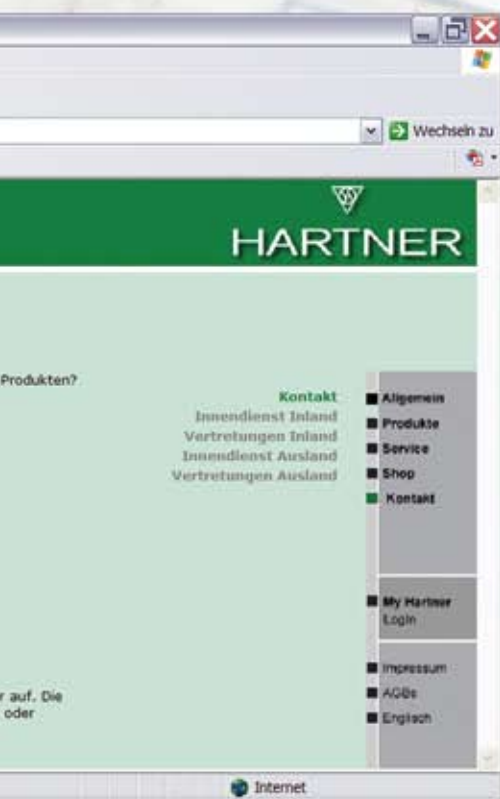 Wechseln zu
HARTNER
Produkten?
Kontakt
Innendienst Inland
Vertretungen Inland
Innendienst Ausland
Vertretungen Ausland
Allgemein
Produkte
Service
Shop
Kontakt
My Hartner
Login
Impressum
AGBs
Englisch
r auf. Die
oder
Internet